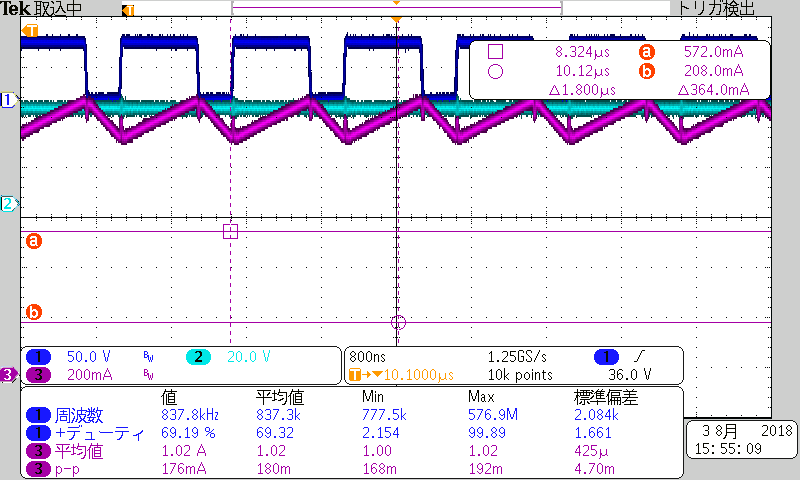 Tek 取込中 T トリガ検出
T
8.324µs a 572.0mA
10.12µs b 208.0mA
Δ1.800µs Δ364.0mA
1
2
a
b
3
1 50.0 V BW 2 20.0 V
3 200mA BW
800ns 1.25GS/s 1
T→▼10.1000µs 10k points 36.0 V
値 平均値 Min Max 標準偏差
1 周波数 837.8kHz 837.3k 777.5k 576.9M 2.084k
1 +デューティ 69.19 % 69.32 2.154 99.89 1.661
3 平均値 1.02 A 1.02 1.00 1.02 425µ
3 p-p 176mA 180m 168m 192m 4.70m
3 8月 2018
15:55:09